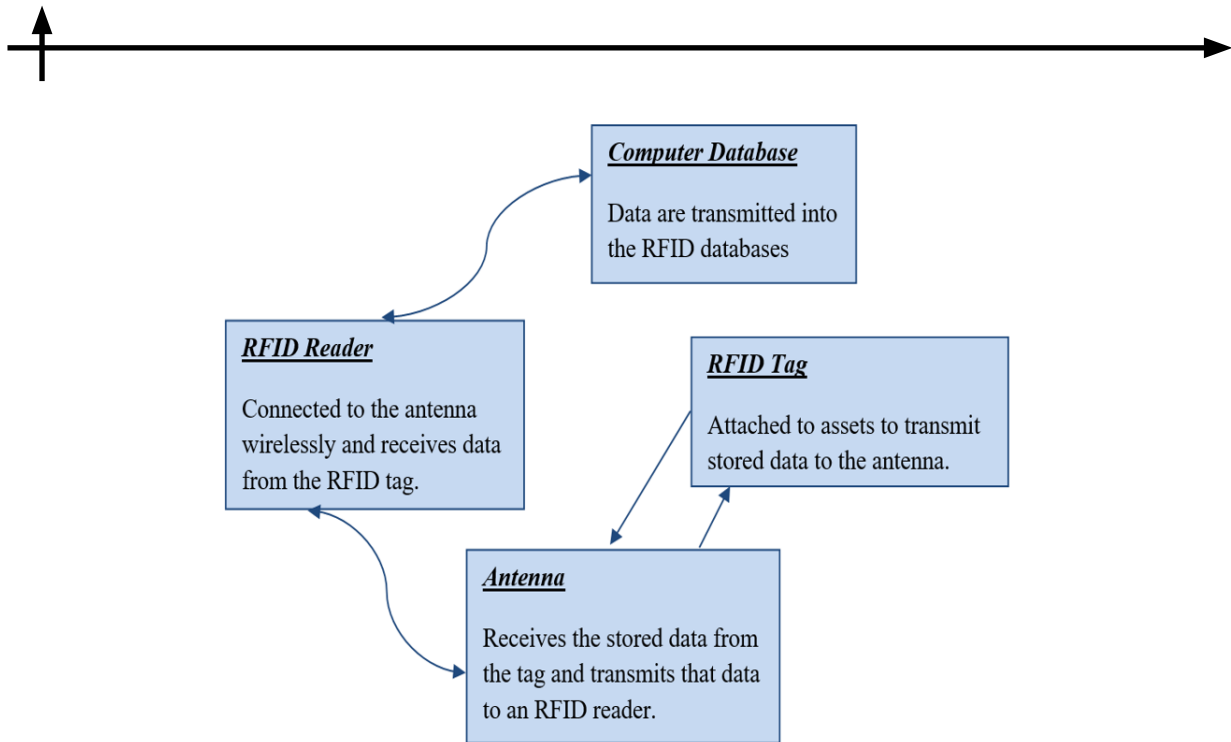 Computer Database
Data are transmitted into
the RFID databases
RFID Reader
Connected to the antenna
wirelessly and receives data
from the RFID tag.
RFID Tag
Attached to assets to transmit
stored data to the antenna.
Antenna
Receives the stored data from
the tag and transmits that data
to an RFID reader.